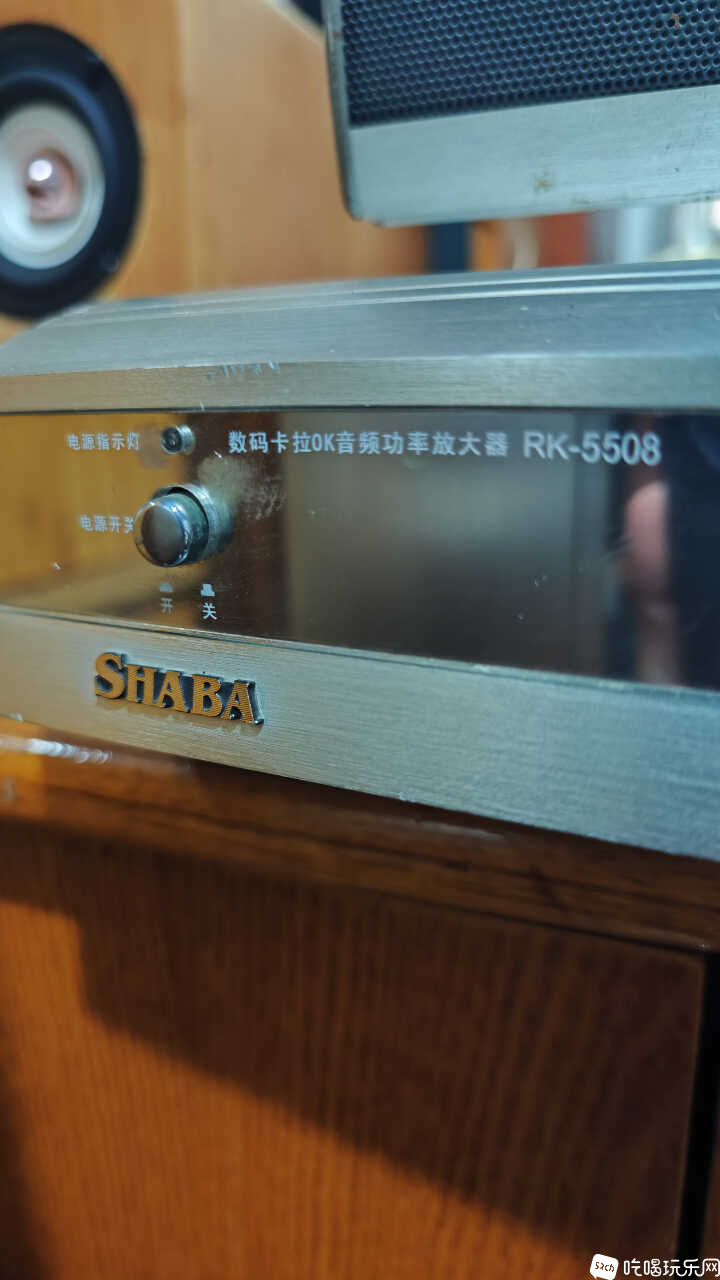 电源指示灯
数码卡拉OK音频功率放大器 RK-5508
电源开关
开 关
SHABA
52ch 吃喝玩乐网